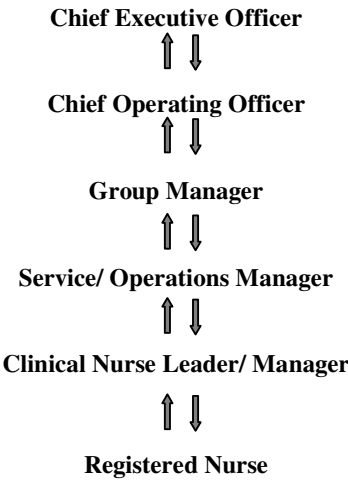 Chief Executive Officer
Chief Operating Officer
Group Manager
Service/ Operations Manager
Clinical Nurse Leader/ Manager
Registered Nurse